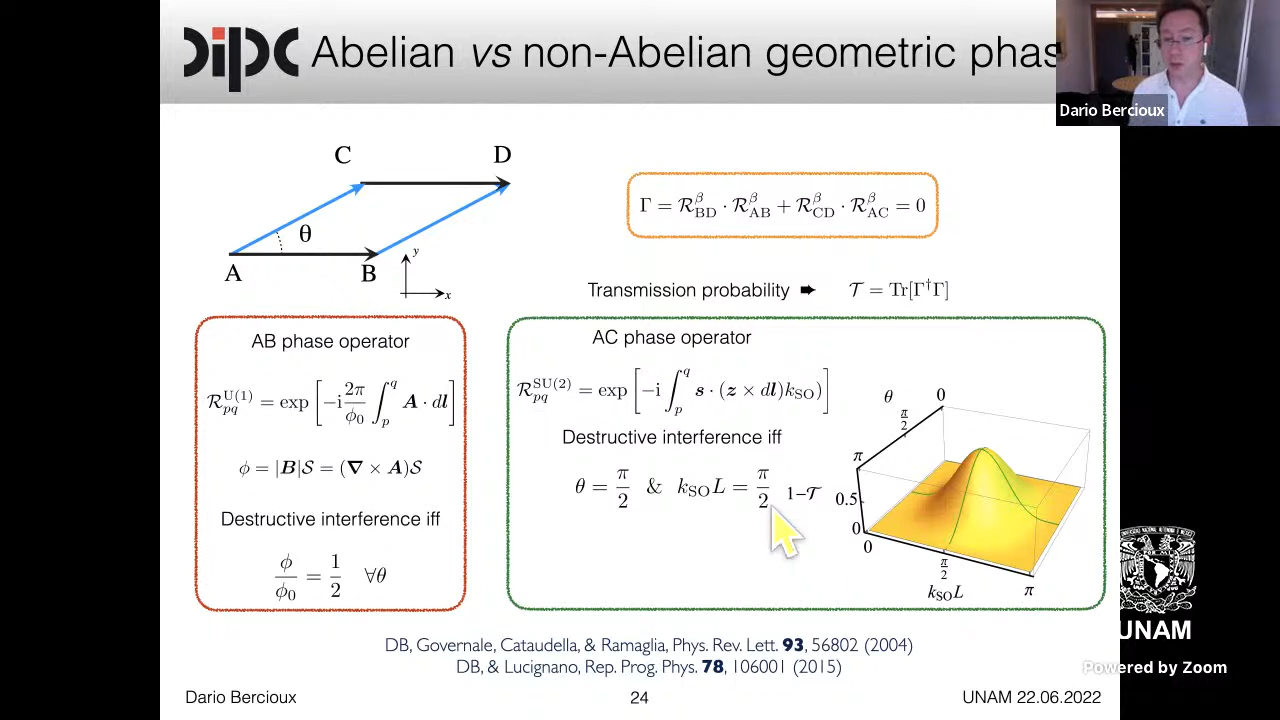 DIPC Abelian vs non-Abelian geometric phas
Dario Bercioux
C D
θ
A B
y
x
Γ = ℛ^β_BD · ℛ^β_AB + ℛ^β_CD · ℛ^β_AC = 0
Transmission probability ➨ 𝒯 = Tr[Γ†Γ]
AB phase operator
ℛ^U(1)_pq = exp[−i 2π/ϕ₀ ∫_p^q A · dl]
ϕ = |B|𝒮 = (∇ × A)𝒮
Destructive interference iff
ϕ/ϕ₀ = 1/2 ∀θ
AC phase operator
ℛ^SU(2)_pq = exp[−i ∫_p^q s · (z × dl)k_SO)]
Destructive interference iff
θ = π/2 & k_SO L = π/2
1−𝒯
θ
0
π/2
π
0.5
0
0
π/2
π
k_SO L
DB, Governale, Cataudella, & Ramaglia, Phys. Rev. Lett. 93, 56802 (2004)
DB, & Lucignano, Rep. Prog. Phys. 78, 106001 (2015)
Dario Bercioux 24 UNAM 22.06.2022
UNAM
Powered by Zoom